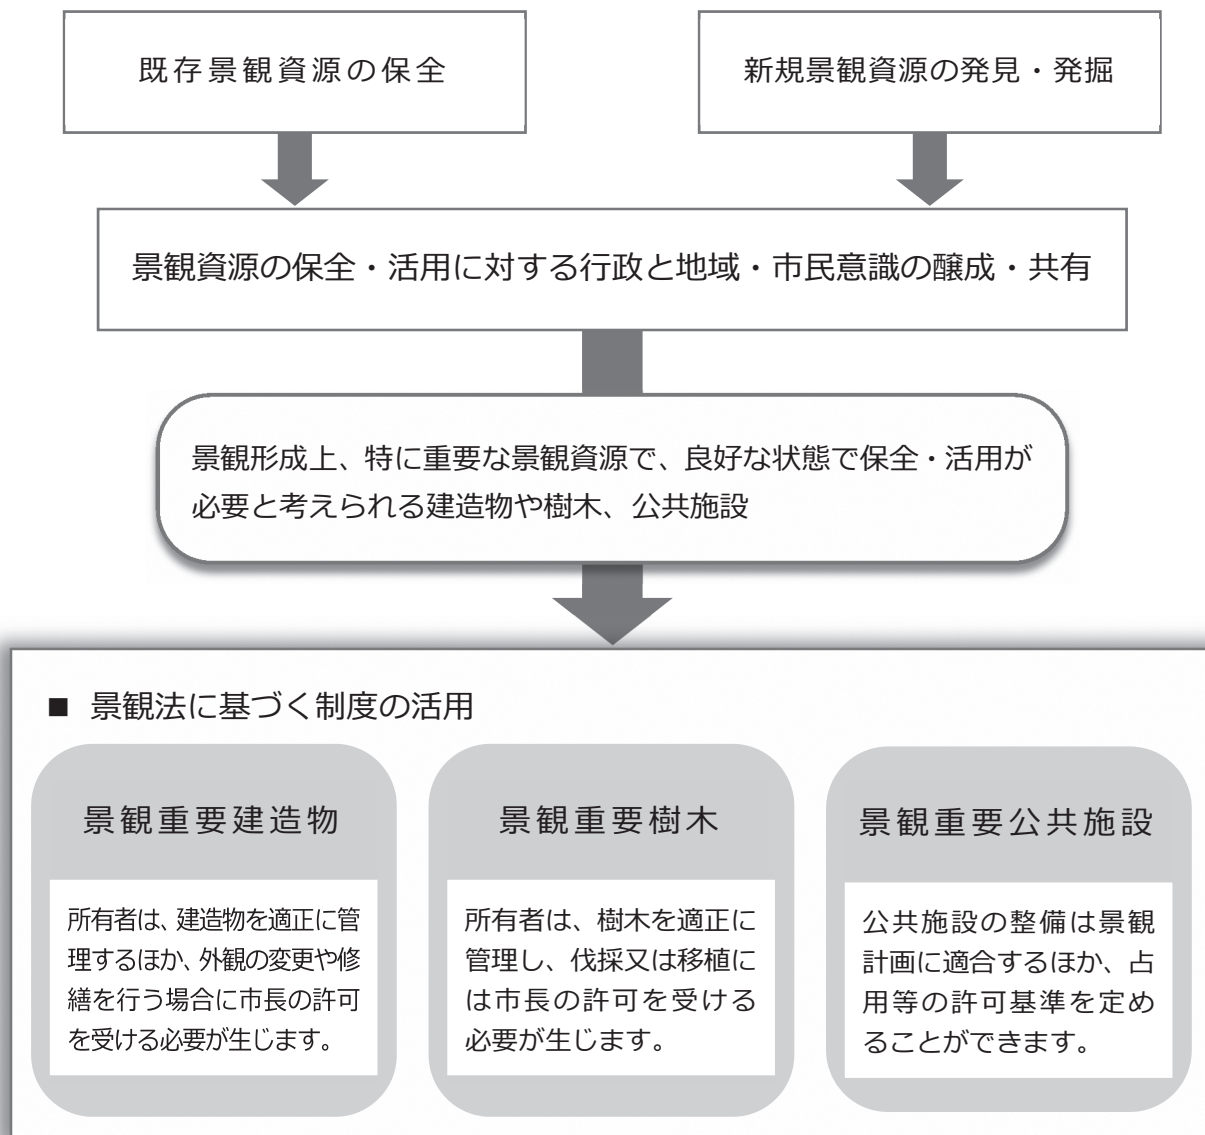 既存景観資源の保全
新規景観資源の発見・発掘
景観資源の保全・活用に対する行政と地域・市民意識の醸成・共有
景観形成上、特に重要な景観資源で、良好な状態で保全・活用が
必要と考えられる建造物や樹木、公共施設
■ 景観法に基づく制度の活用
景観重要建造物
所有者は、建造物を適正に管
理するほか、外観の変更や修
繕を行う場合に市長の許可
を受ける必要が生じます。
景観重要樹木
所有者は、樹木を適正に
管理し、伐採又は移植に
は市長の許可を受ける
必要が生じます。
景観重要公共施設
公共施設の整備は景観
計画に適合するほか、占
用等の許可基準を定め
ることができます。